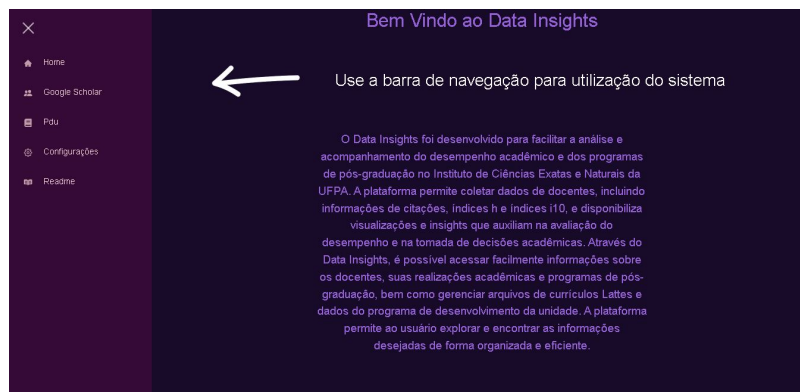 Bem Vindo ao Data Insights
Home
Google Scholar
Pdu
Configurações
Readme
Use a barra de navegação para utilização do sistema
O Data Insights foi desenvolvido para facilitar a análise e
acompanhamento do desempenho acadêmico e dos programas
de pós-graduação no Instituto de Ciências Exatas e Naturais da
UFPA. A plataforma permite coletar dados de docentes, incluindo
informações de citações, índices h e índices i10, e disponibiliza
visualizações e insights que auxiliam na avaliação do
desempenho e na tomada de decisões acadêmicas. Através do
Data Insights, é possível acessar facilmente informações sobre
os docentes, suas realizações acadêmicas e programas de pós-
graduação, bem como gerenciar arquivos de currículos Lattes e
dados do programa de desenvolvimento da unidade. A plataforma
permite ao usuário explorar e encontrar as informações
desejadas de forma organizada e eficiente.